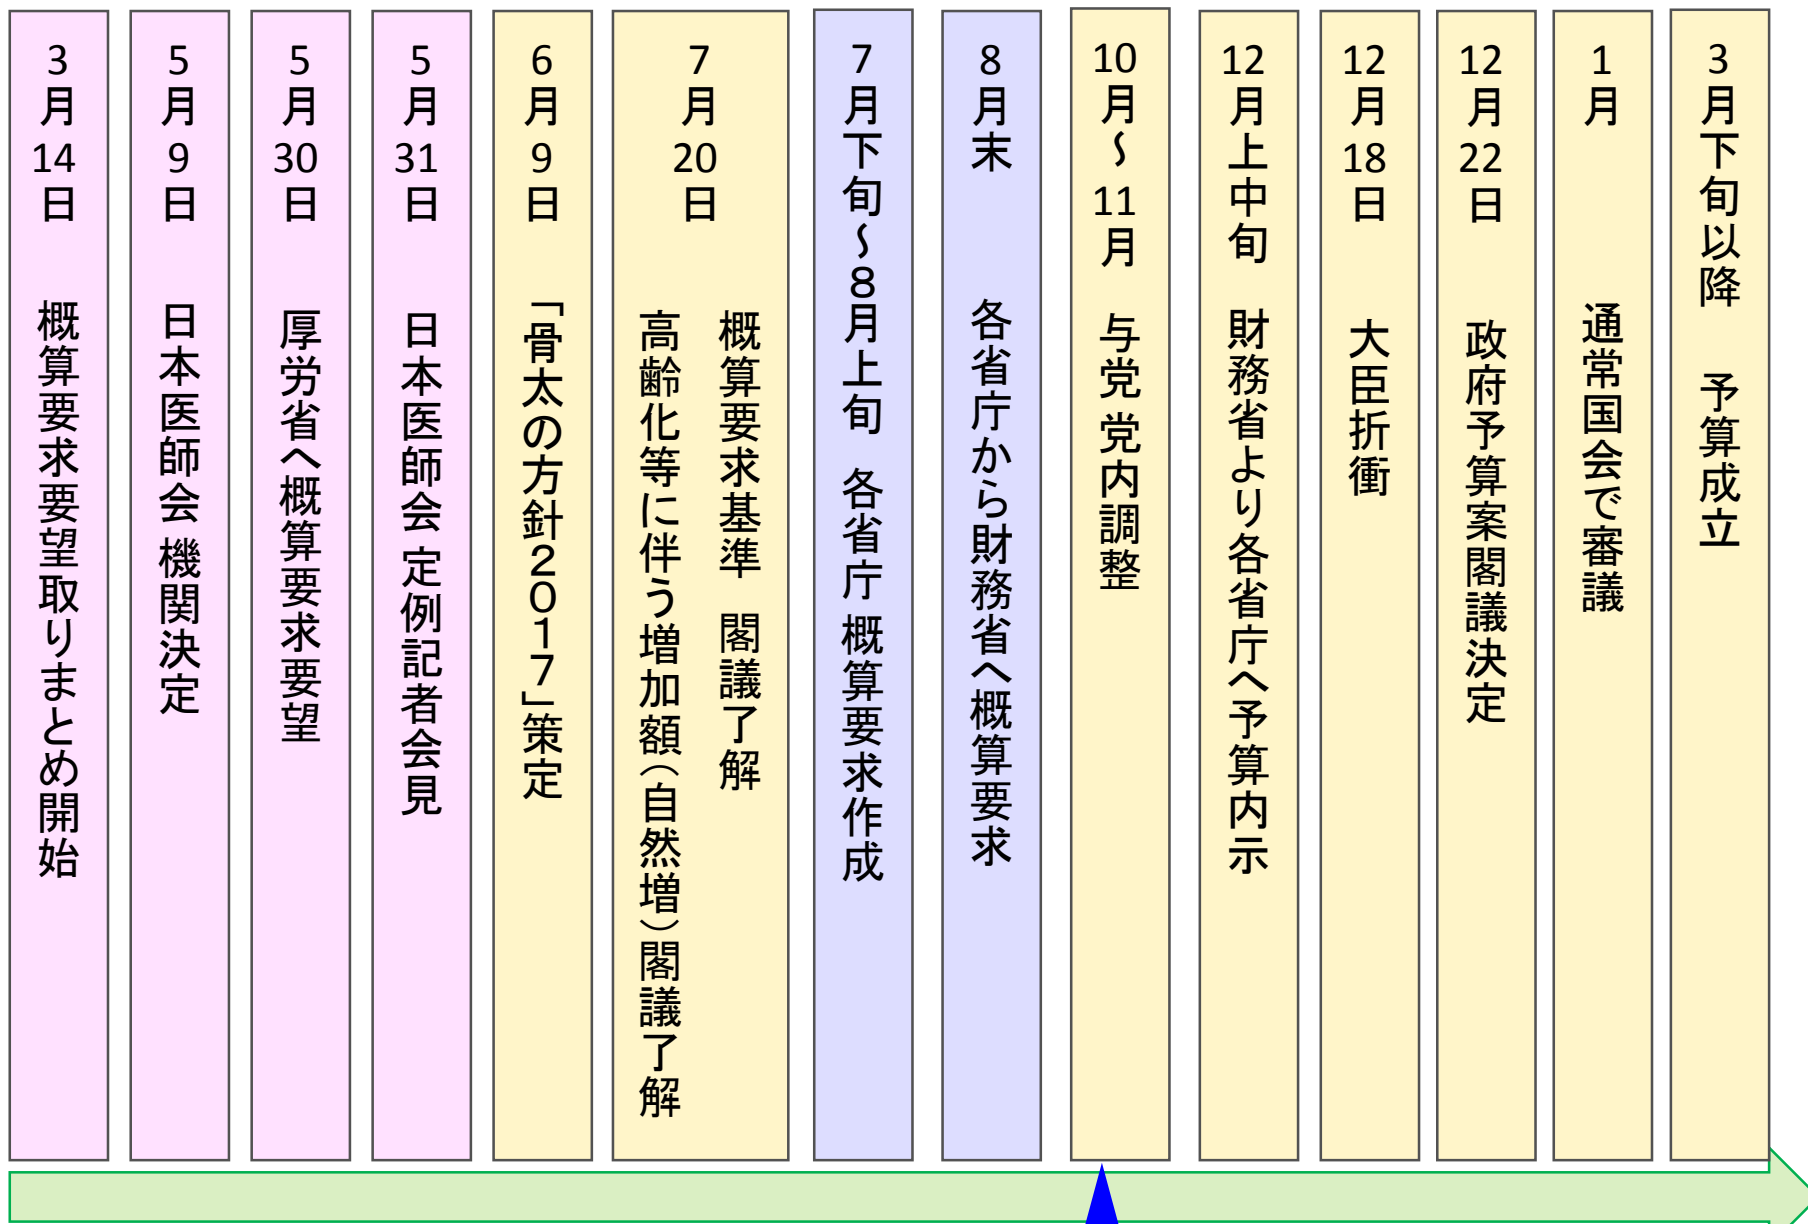 3月14日　概算要求要望取りまとめ開始
5月9日　日本医師会 機関決定
5月30日　厚労省へ概算要求要望
5月31日　日本医師会 定例記者会見
6月9日　「骨太の方針２０１７」策定
7月20日　概算要求基準　閣議了解
高齢化等に伴う増加額（自然増）閣議了解
7月下旬～８月上旬　各省庁 概算要求作成
8月末　各省庁から財務省へ概算要求
10月～11月　与党 党内調整
12月上中旬　財務省より各省庁へ予算内示
12月18日　大臣折衝
12月22日　政府予算案閣議決定
1月　通常国会で審議
3月下旬以降　予算成立